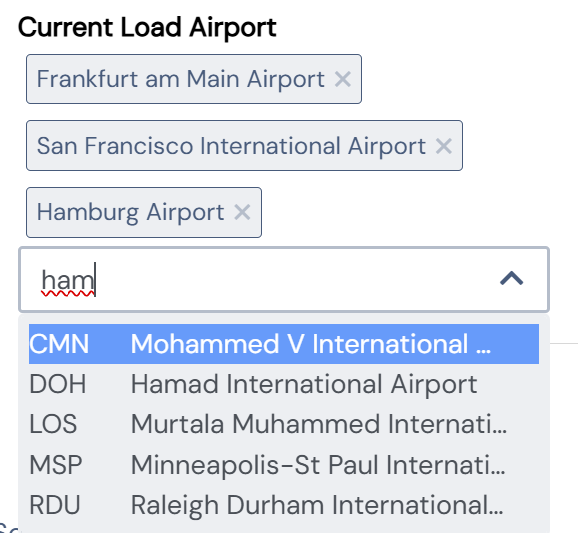 Current Load Airport
Frankfurt am Main Airport ×
San Francisco International Airport ×
Hamburg Airport ×
ham
CMN Mohammed V International ...
DOH Hamad International Airport
LOS Murtala Muhammed Internati...
MSP Minneapolis-St Paul Internati...
RDU Raleigh Durham International...